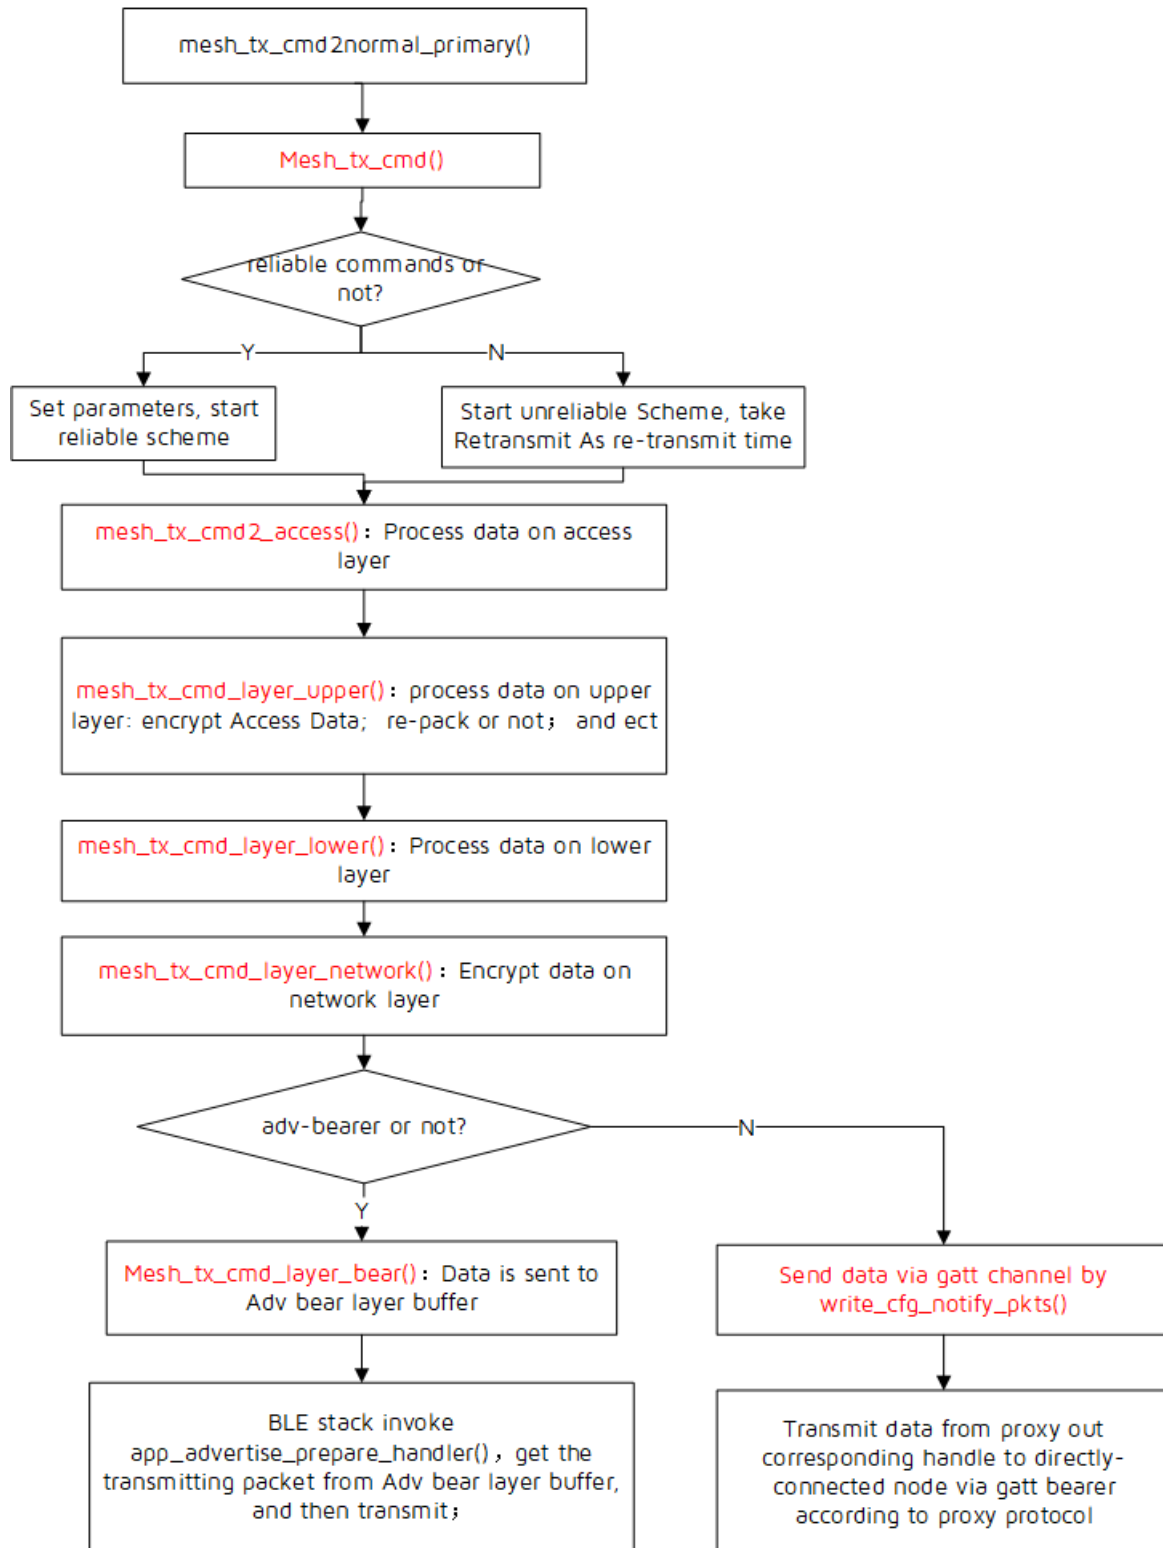 mesh_tx_cmd2normal_primary()
Mesh_tx_cmd()
reliable commands or
not?
Y
N
Set parameters, start
reliable scheme
Start unreliable Scheme, take
Retransmit As re-transmit time
mesh_tx_cmd2_access()：Process data on access
layer
mesh_tx_cmd_layer_upper()：process data on upper
layer: encrypt Access Data； re-pack or not； and ect
mesh_tx_cmd_layer_lower()：Process data on lower
layer
mesh_tx_cmd_layer_network()：Encrypt data on
network layer
adv-bearer or not?
N
Y
Mesh_tx_cmd_layer_bear()：Data is sent to
Adv bear layer buffer
Send data via gatt channel by
write_cfg_notify_pkts()
BLE stack invoke
app_advertise_prepare_handler()，get the
transmitting packet from Adv bear layer buffer,
and then transmit；
Transmit data from proxy out
corresponding handle to directly-
connected node via gatt bearer
according to proxy protocol